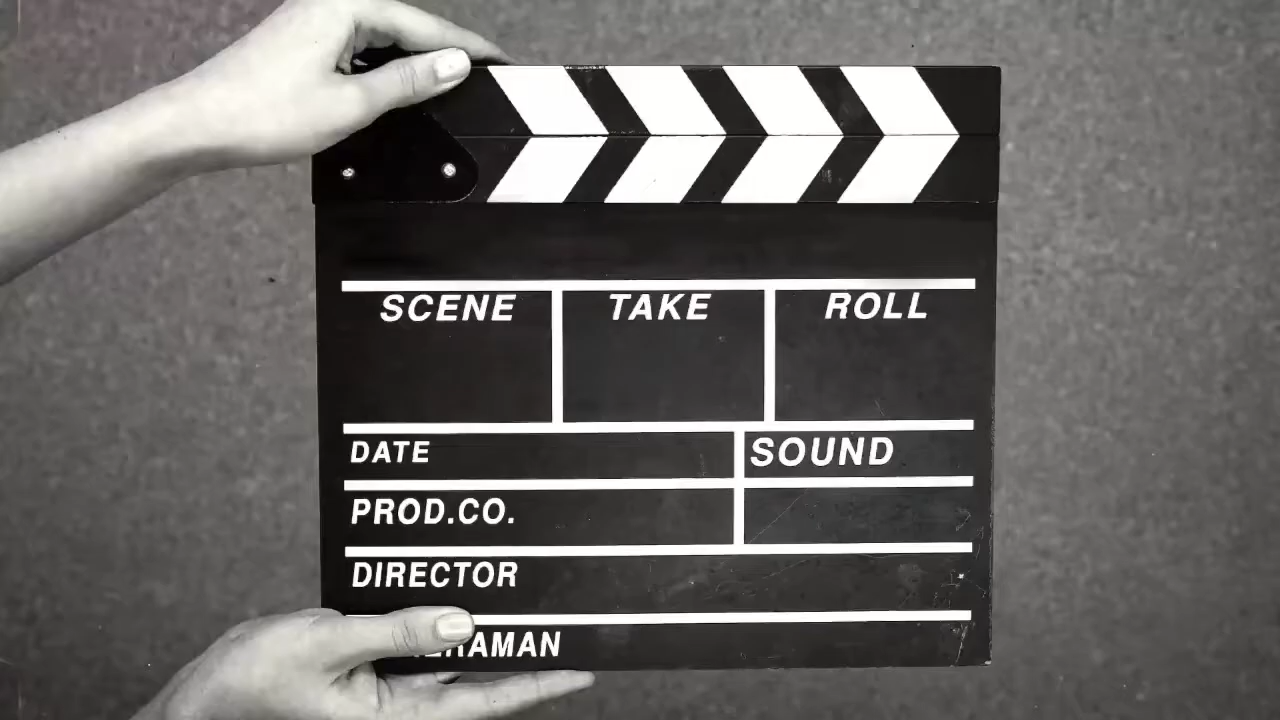 SCENE TAKE ROLL
DATE SOUND
PROD.CO.
DIRECTOR